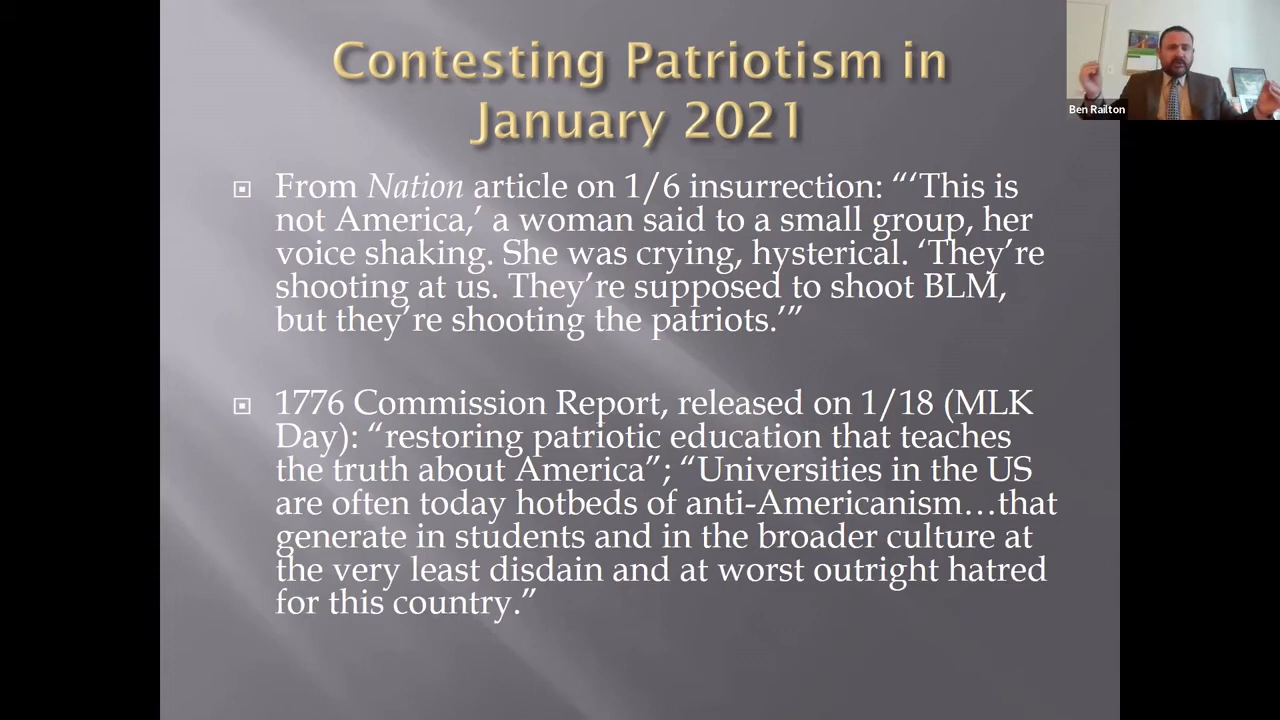 Contesting Patriotism in
January 2021
Ben Railton
From Nation article on 1/6 insurrection: “‘This is
not America,’ a woman said to a small group, her
voice shaking. She was crying, hysterical. ‘They’re
shooting at us. They’re supposed to shoot BLM,
but they’re shooting the patriots.’”
1776 Commission Report, released on 1/18 (MLK
Day): “restoring patriotic education that teaches
the truth about America”; “Universities in the US
are often today hotbeds of anti-Americanism…that
generate in students and in the broader culture at
the very least disdain and at worst outright hatred
for this country.”